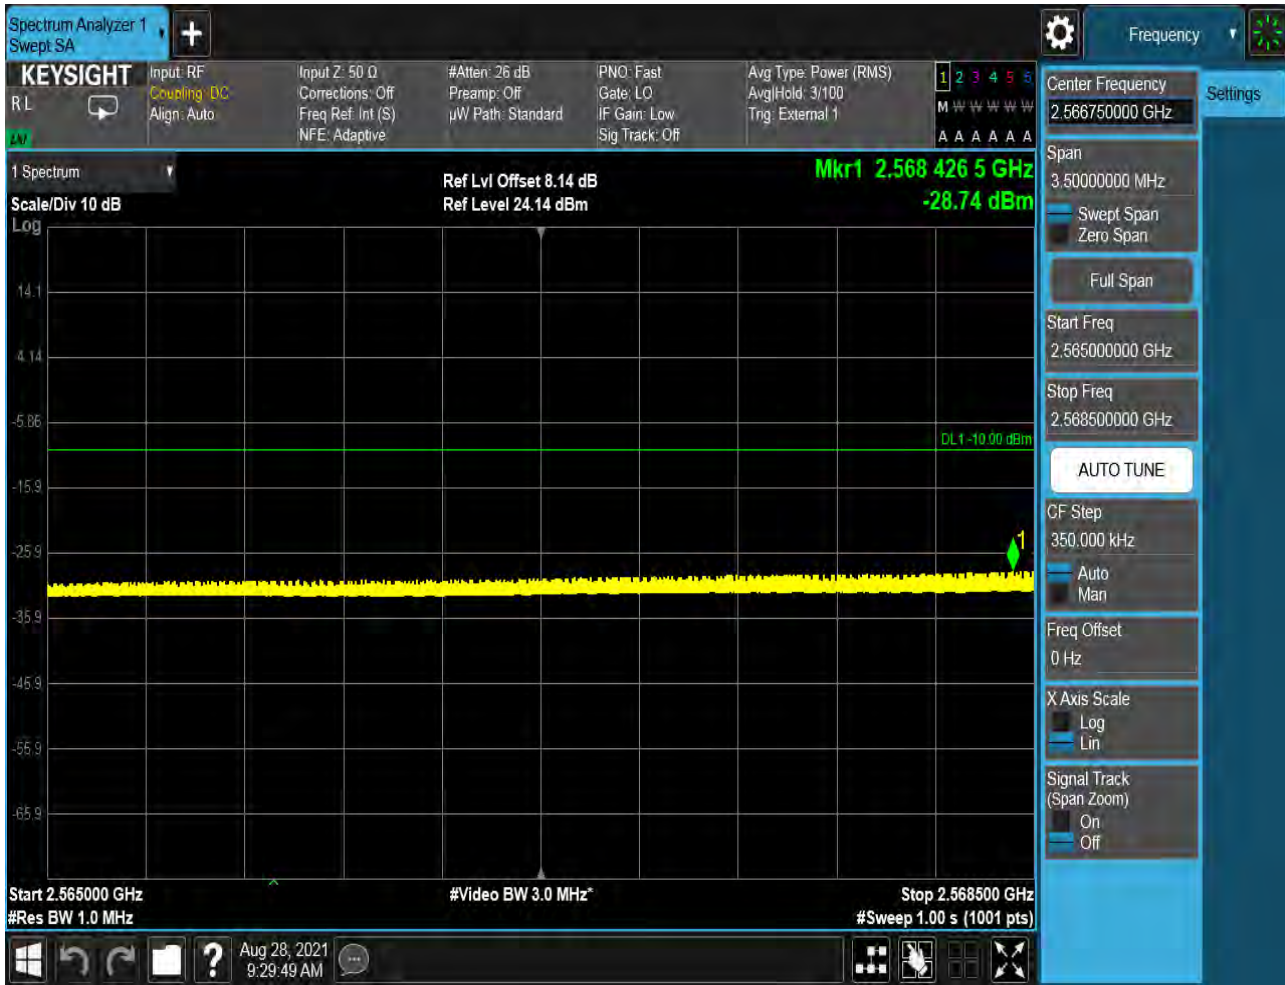 Spectrum Analyzer 1
Swept SA
Frequency
KEYSIGHT
R L
LXI
Input: RF
Coupling: DC
Align: Auto
Input Z: 50 Ω
Corrections: Off
Freq Ref: Int (S)
NFE: Adaptive
#Atten: 26 dB
Preamp: Off
µW Path: Standard
PNO: Fast
Gate: LO
IF Gain: Low
Sig Track: Off
Avg Type: Power (RMS)
Avg|Hold: 3/100
Trig: External 1
1 2 3 4 5 6
M W W W W W
A A A A A A
1 Spectrum
Scale/Div 10 dB
Log
Ref Lvl Offset 8.14 dB
Ref Level 24.14 dBm
Mkr1 2.568 426 5 GHz
-28.74 dBm
14.1
4.14
-5.86
DL1 -10.00 dBm
-15.9
-25.9
1
-35.9
-45.9
-55.9
-65.9
Start 2.565000 GHz
#Video BW 3.0 MHz*
Stop 2.568500 GHz
#Res BW 1.0 MHz
#Sweep 1.00 s (1001 pts)
?
Aug 28, 2021
9:29:49 AM
Center Frequency
2.566750000 GHz
Settings
Span
3.50000000 MHz
Swept Span
Zero Span
Full Span
Start Freq
2.565000000 GHz
Stop Freq
2.568500000 GHz
AUTO TUNE
CF Step
350.000 kHz
Auto
Man
Freq Offset
0 Hz
X Axis Scale
Log
Lin
Signal Track
(Span Zoom)
On
Off